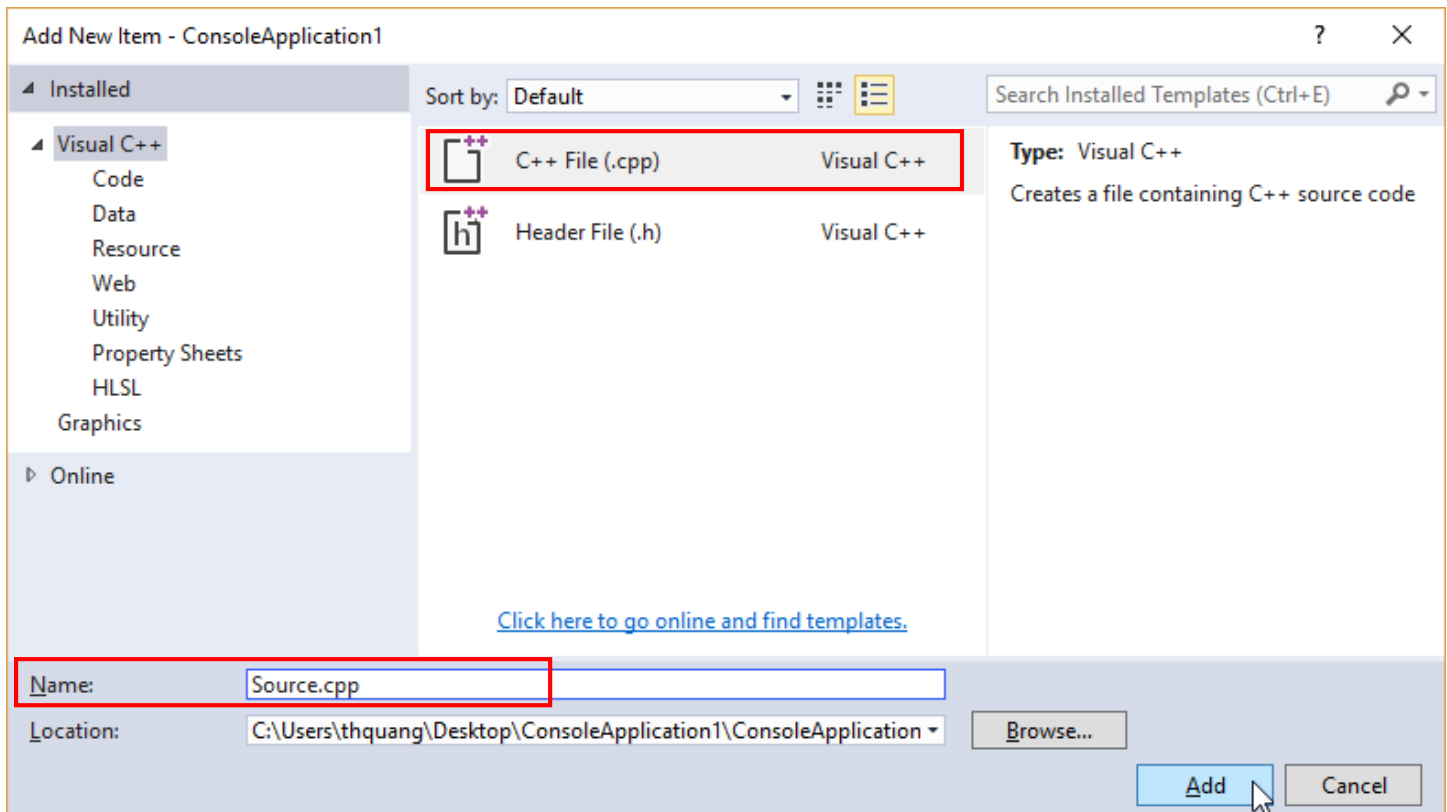 Add New Item - ConsoleApplication1
?
Installed
Sort by: Default
Search Installed Templates (Ctrl+E)
Visual C++
Code
Data
Resource
Web
Utility
Property Sheets
HLSL
Graphics
Online
C++ File (.cpp) Visual C++
Header File (.h) Visual C++
Click here to go online and find templates.
Type: Visual C++
Creates a file containing C++ source code
Name: Source.cpp
Location: C:\Users\thquang\Desktop\ConsoleApplication1\ConsoleApplication
Browse...
Add Cancel